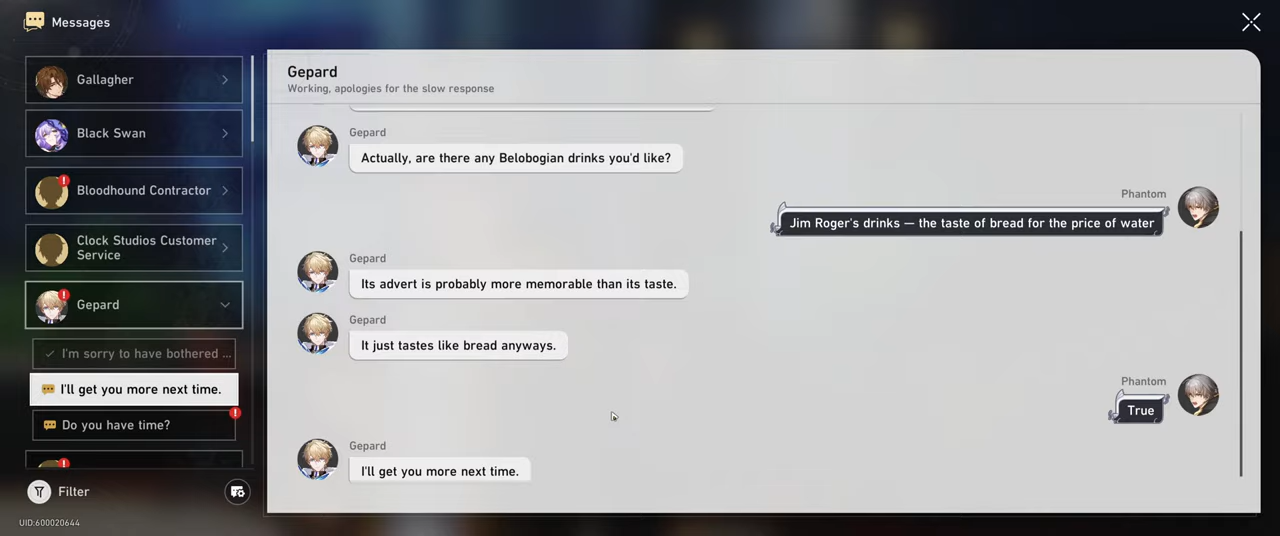 Messages
Gallagher
Black Swan
Bloodhound Contractor
Clock Studios Customer
Service
Gepard
I'm sorry to have bothered ...
I'll get you more next time.
Do you have time?
Filter
UID:600020644
Gepard
Working, apologies for the slow response
Gepard
Actually, are there any Belobogian drinks you'd like?
Phantom
Jim Roger's drinks — the taste of bread for the price of water
Gepard
Its advert is probably more memorable than its taste.
Gepard
It just tastes like bread anyways.
Phantom
True
Gepard
I'll get you more next time.